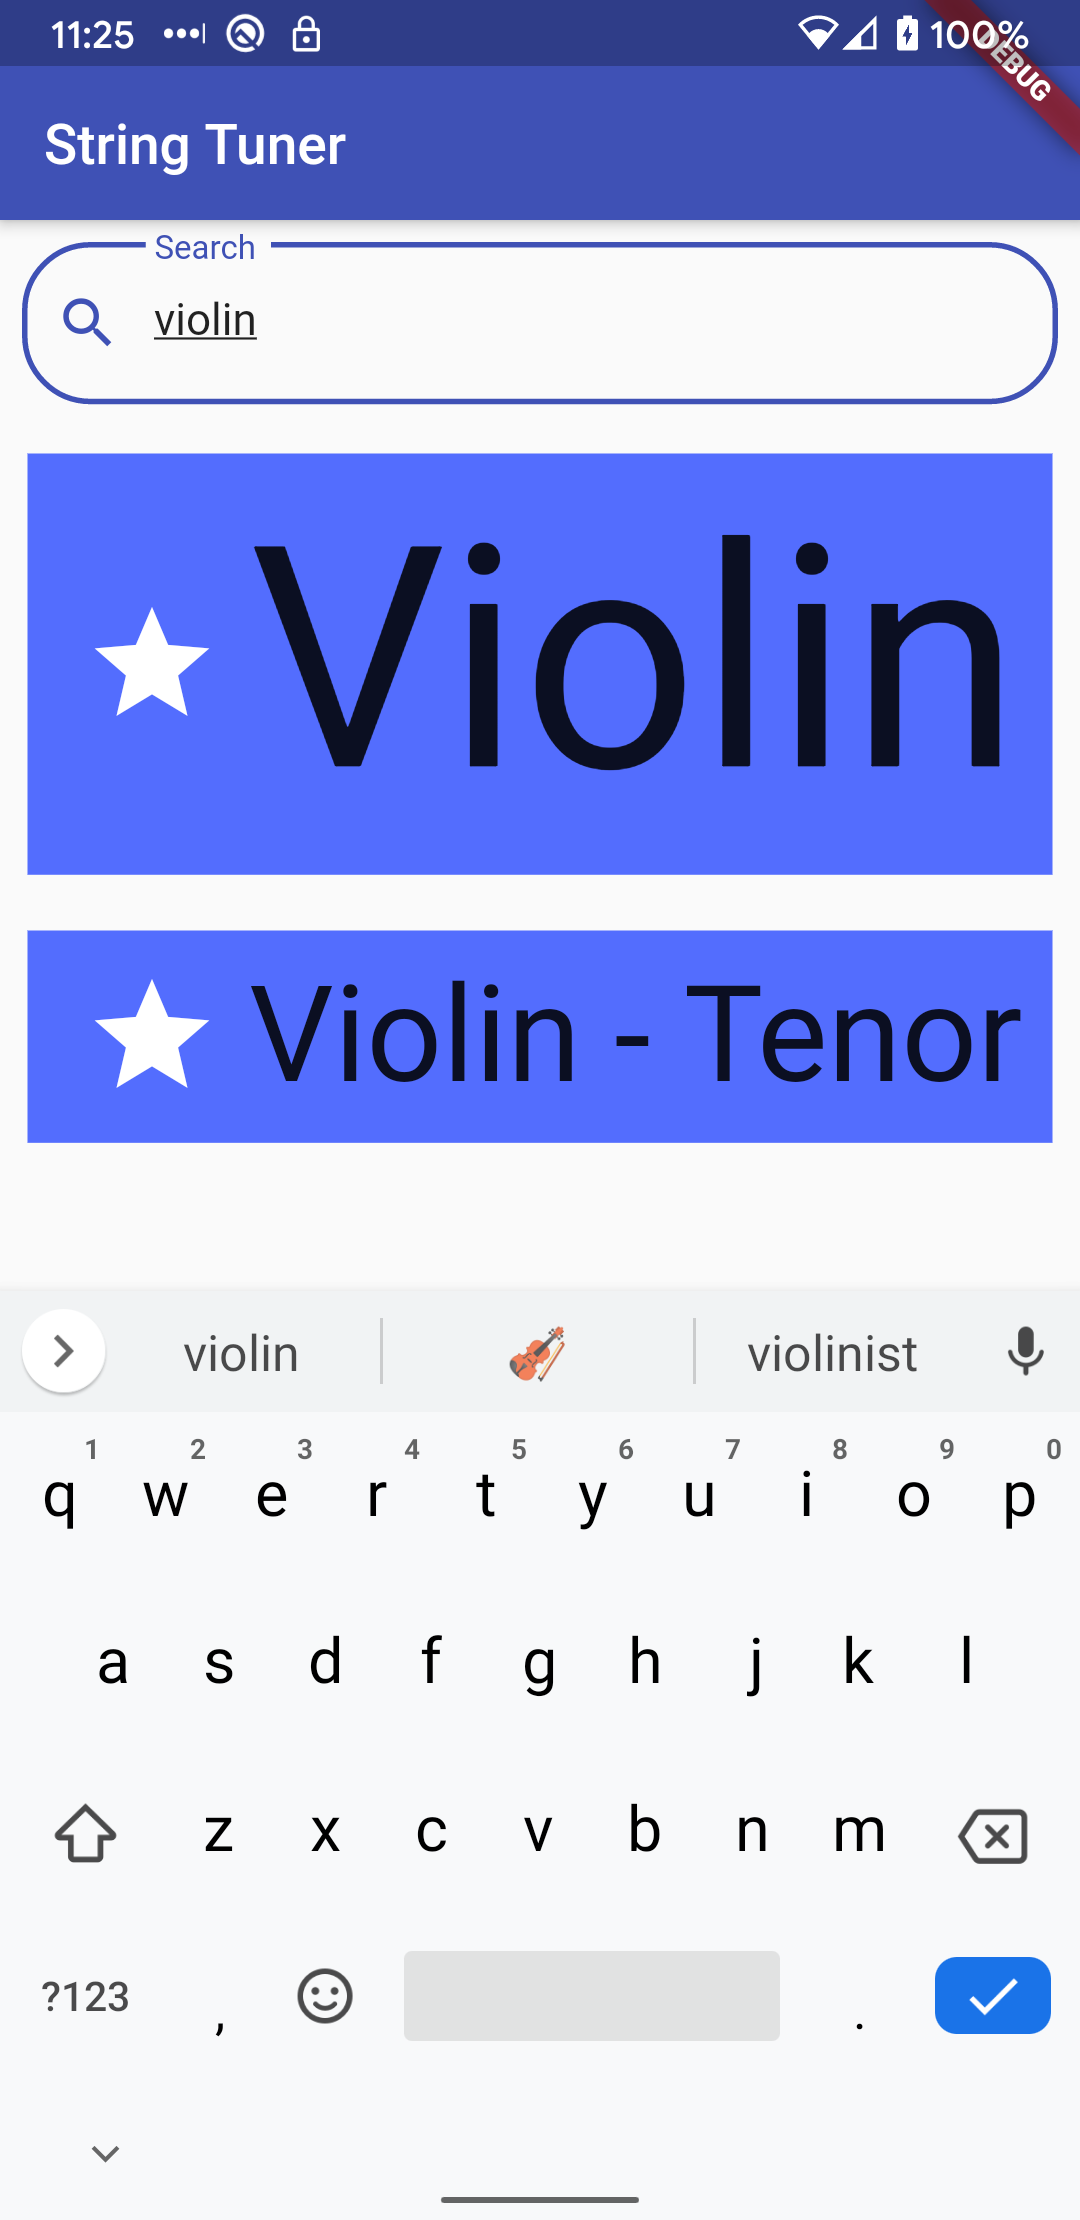 11:25 100%
DEBUG
String Tuner
Search
violin
Violin
Violin - Tenor
violin violinist
1 2 3 4 5 6 7 8 9 0
q w e r t y u i o p
a s d f g h j k l
z x c v b n m
?123 , .